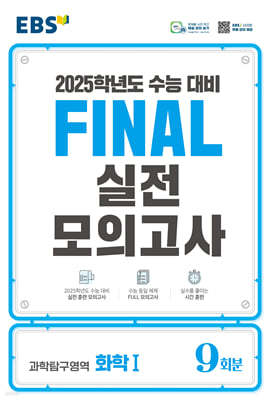 EBS
2025학년도 수능 대비
FINAL
실전
모의고사
2025학년도 수능 대비
실전 훈련 모의고사
수능 동일 체계
FULL 모의고사
실수를 줄이는
시간 훈련
과학탐구영역 화학 I 9회분